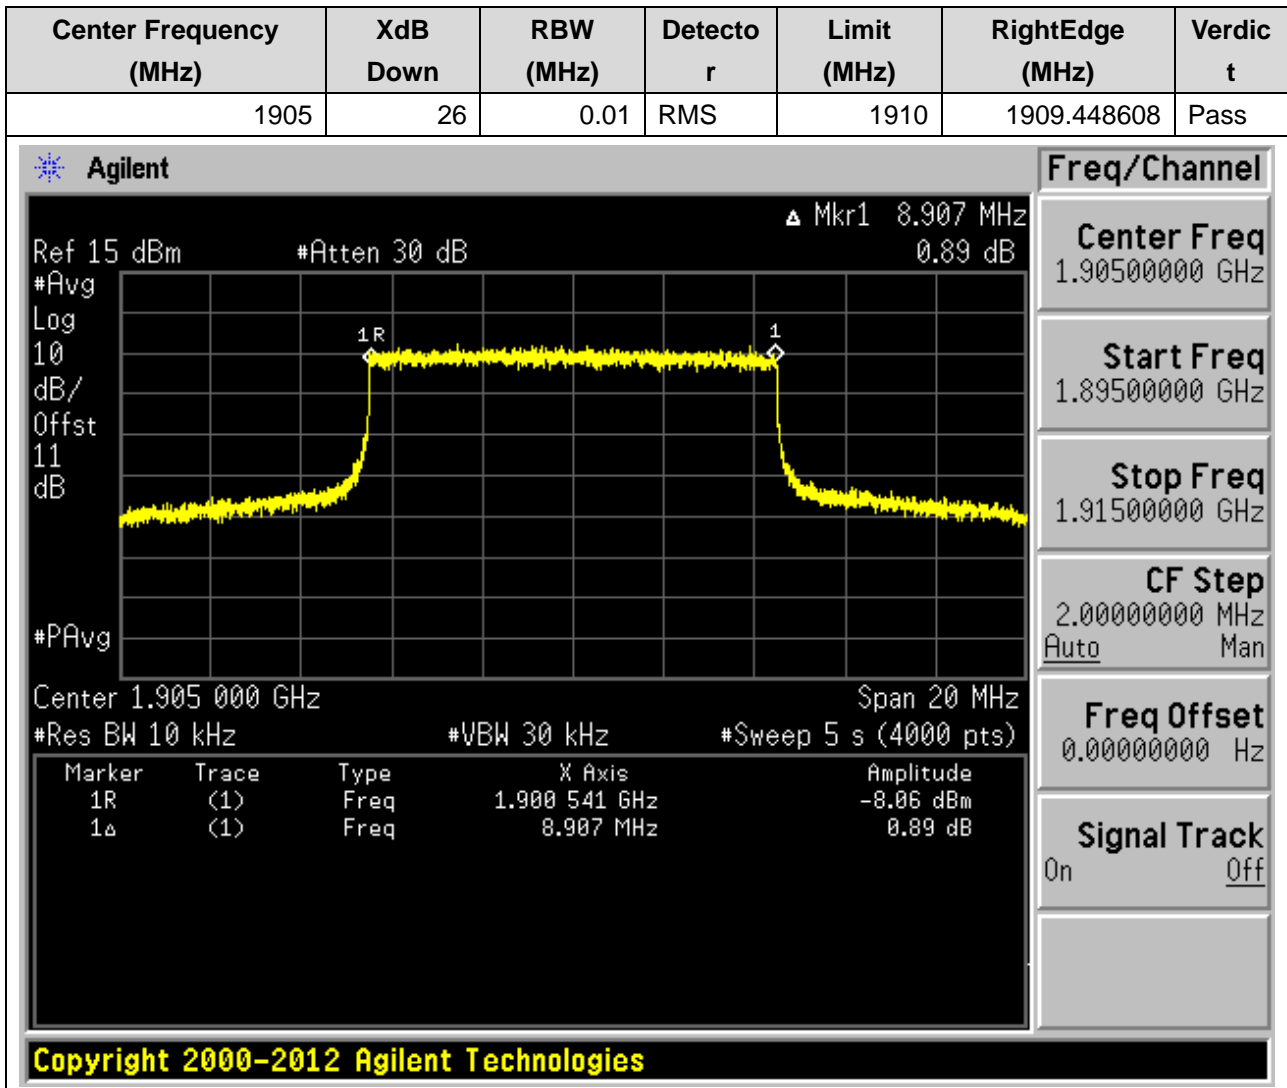 Center Frequency XdB RBW Detecto Limit RightEdge Verdic
(MHz) Down (MHz) r (MHz) (MHz) t
1905 26 0.01 RMS 1910 1909.448608 Pass
Agilent Freq/Channel
Δ Mkr1 8.907 MHz
Ref 15 dBm #Atten 30 dB 0.89 dB
#Avg
Log
10
dB/
Offst
11
dB
#PAvg
1R
1
Center 1.905 000 GHz Span 20 MHz
#Res BW 10 kHz #VBW 30 kHz #Sweep 5 s (4000 pts)
Marker Trace Type X Axis Amplitude
1R (1) Freq 1.900 541 GHz -8.06 dBm
1Δ (1) Freq 8.907 MHz 0.89 dB
Center Freq
1.90500000 GHz
Start Freq
1.89500000 GHz
Stop Freq
1.91500000 GHz
CF Step
2.00000000 MHz
Auto Man
Freq Offset
0.00000000 Hz
Signal Track
On Off
Copyright 2000-2012 Agilent Technologies